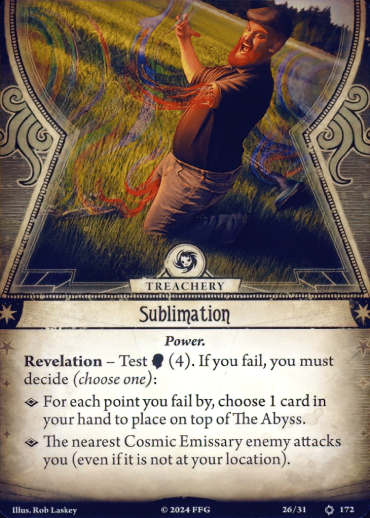 TREACHERY
Sublimation
Power.
Revelation – Test (4). If you fail, you must
decide (choose one):
For each point you fail by, choose 1 card in
your hand to place on top of The Abyss.
The nearest Cosmic Emissary enemy attacks
you (even if it is not at your location).
Illus. Rob Laskey © 2024 FFG 26/31 172